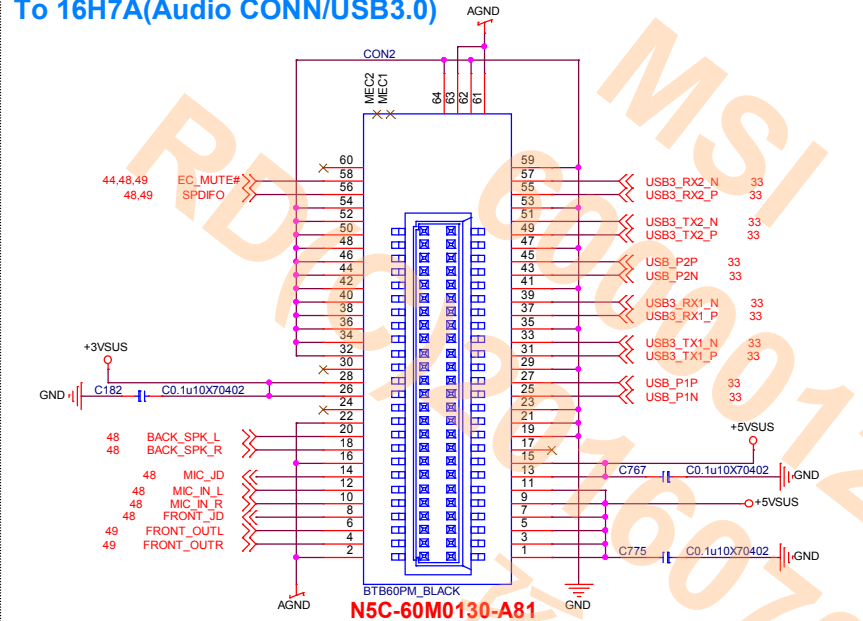 To 16H7A(Audio CONN/USB3.0)
AGND
CON2
MEC2
MEC1
64
63
62
61
60 59
58 57
44,48,49 EC_MUTE# 56 55 USB3_RX2_N 33
48,49 SPDIFO 54 53 USB3_RX2_P 33
52 51
50 49 USB3_TX2_N 33
48 47 USB3_TX2_P 33
46 45
44 43 USB_P2P 33
42 41 USB_P2N 33
40 39
38 37 USB3_RX1_N 33
36 35 USB3_RX1_P 33
34 33
32 31 USB3_TX1_N 33
30 29 USB3_TX1_P 33
+3VSUS
28 27
GND C182 C0.1u10X70402 26 25 USB_P1P 33
24 23 USB_P1N 33
22 21
20 19 +5VSUS
48 BACK_SPK_L 18 17
48 BACK_SPK_R 16 15
48 MIC_JD 14 13 C767 C0.1u10X70402 GND
48 MIC_IN_L 12 11
48 MIC_IN_R 10 9 +5VSUS
48 FRONT_JD 8 7
49 FRONT_OUTL 6 5
49 FRONT_OUTR 4 3
2 1 C775 C0.1u10X70402 GND
BTB60PM_BLACK
AGND
N5C-60M0130-A81
GND
MSI